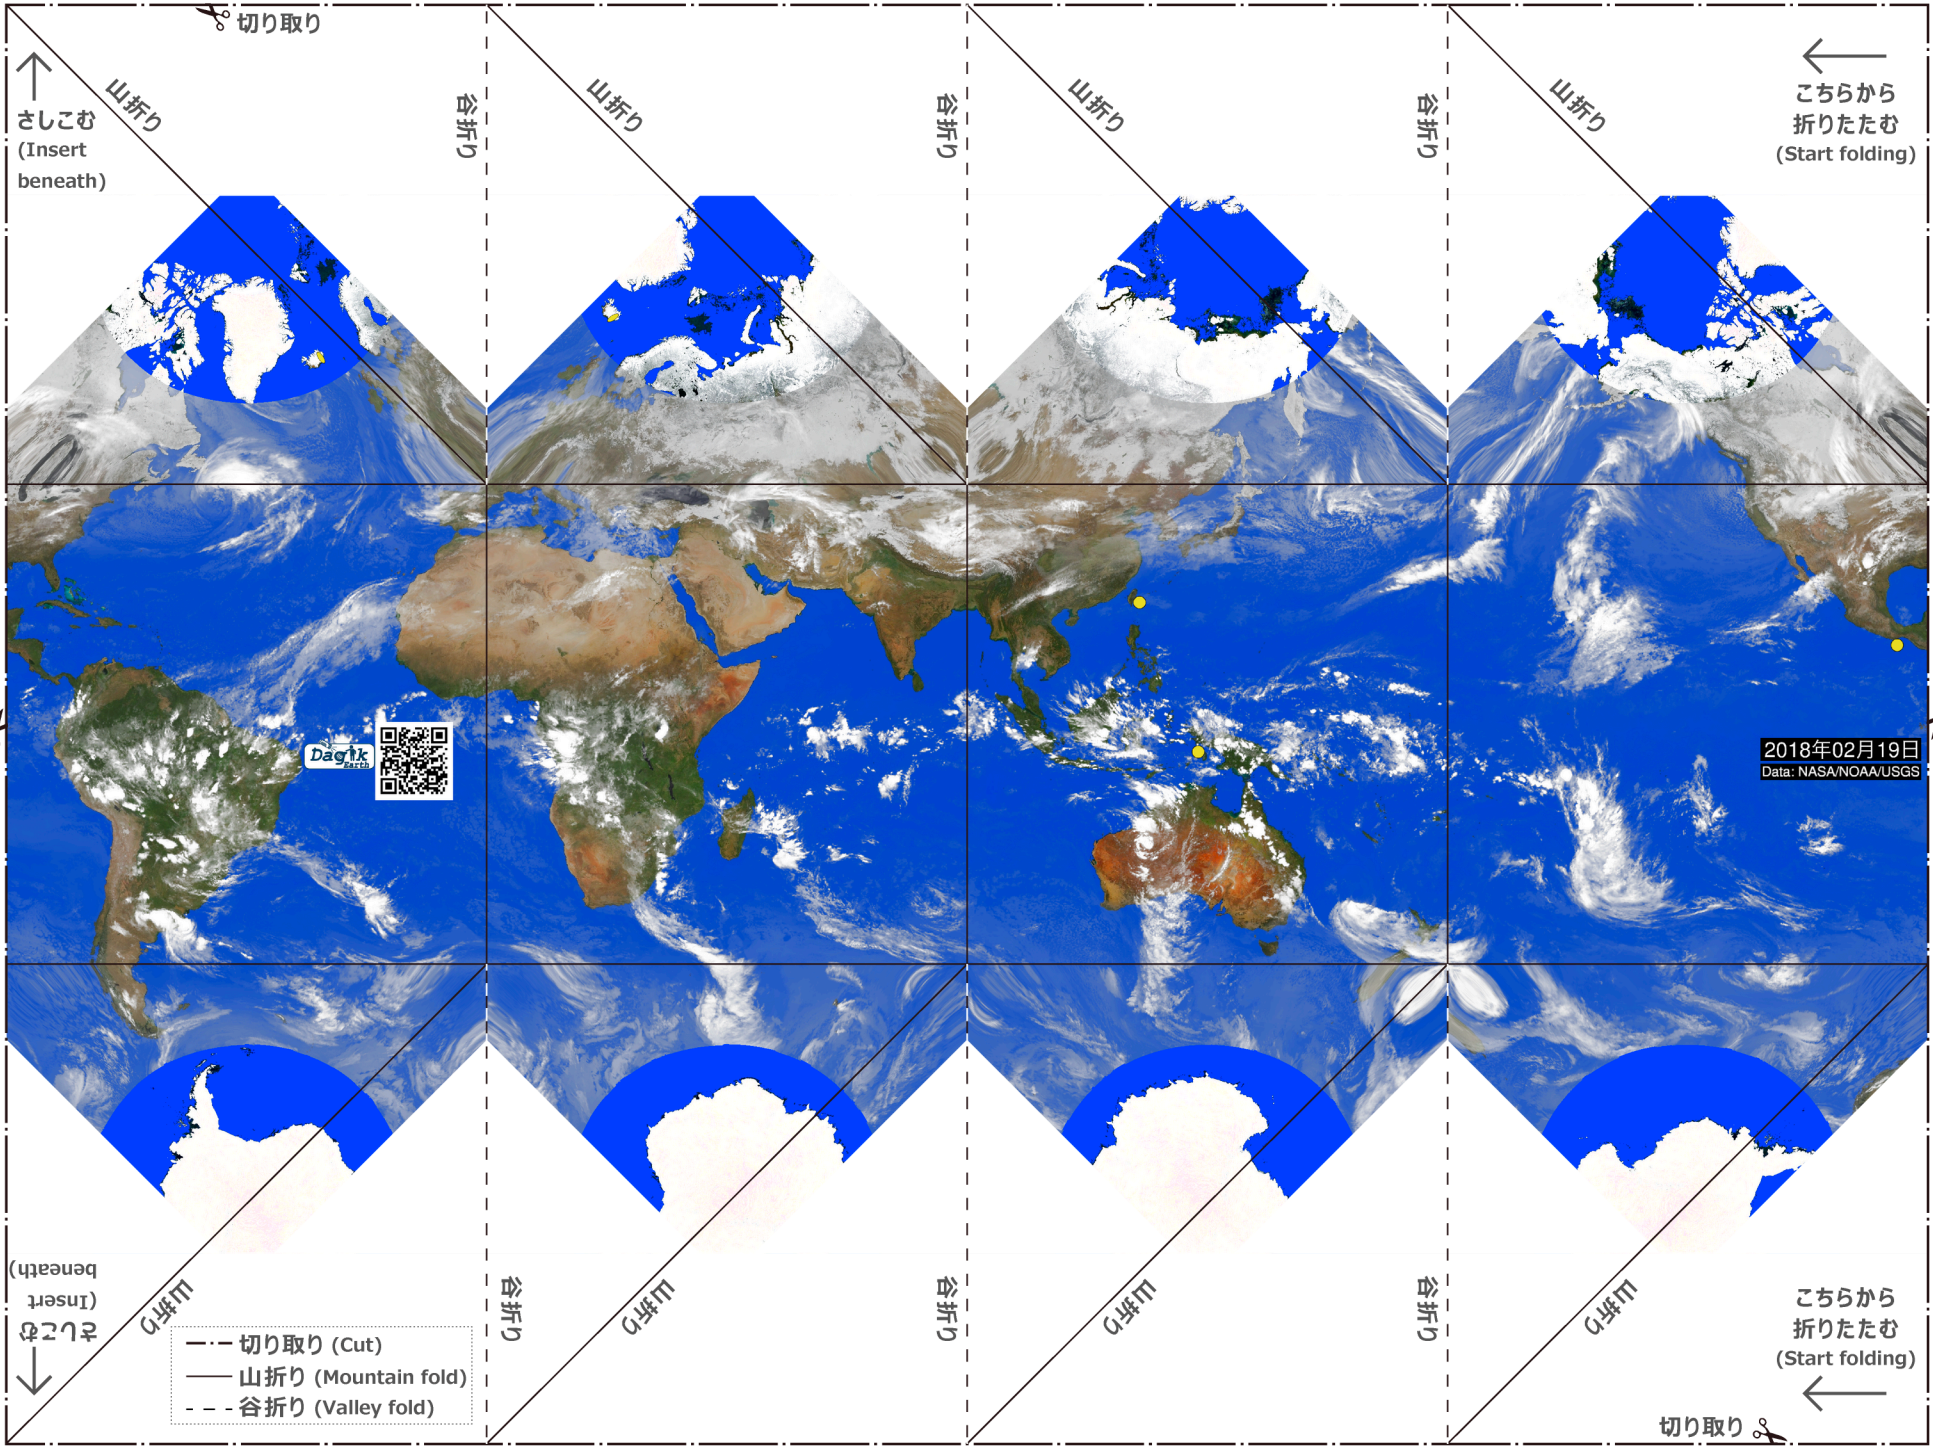 切り取り
さしこむ
(Insert
beneath)
山折り
谷折り
山折り
谷折り
山折り
谷折り
山折り
こちらから
折りたたむ
(Start folding)
Dagik
Earth
2018年02月19日
Data: NASA/NOAA/USGS
さしこむ
(Insert
beneath)
山折り
谷折り
山折り
谷折り
山折り
谷折り
山折り
こちらから
折りたたむ
(Start folding)
切り取り (Cut)
山折り (Mountain fold)
谷折り (Valley fold)
切り取り